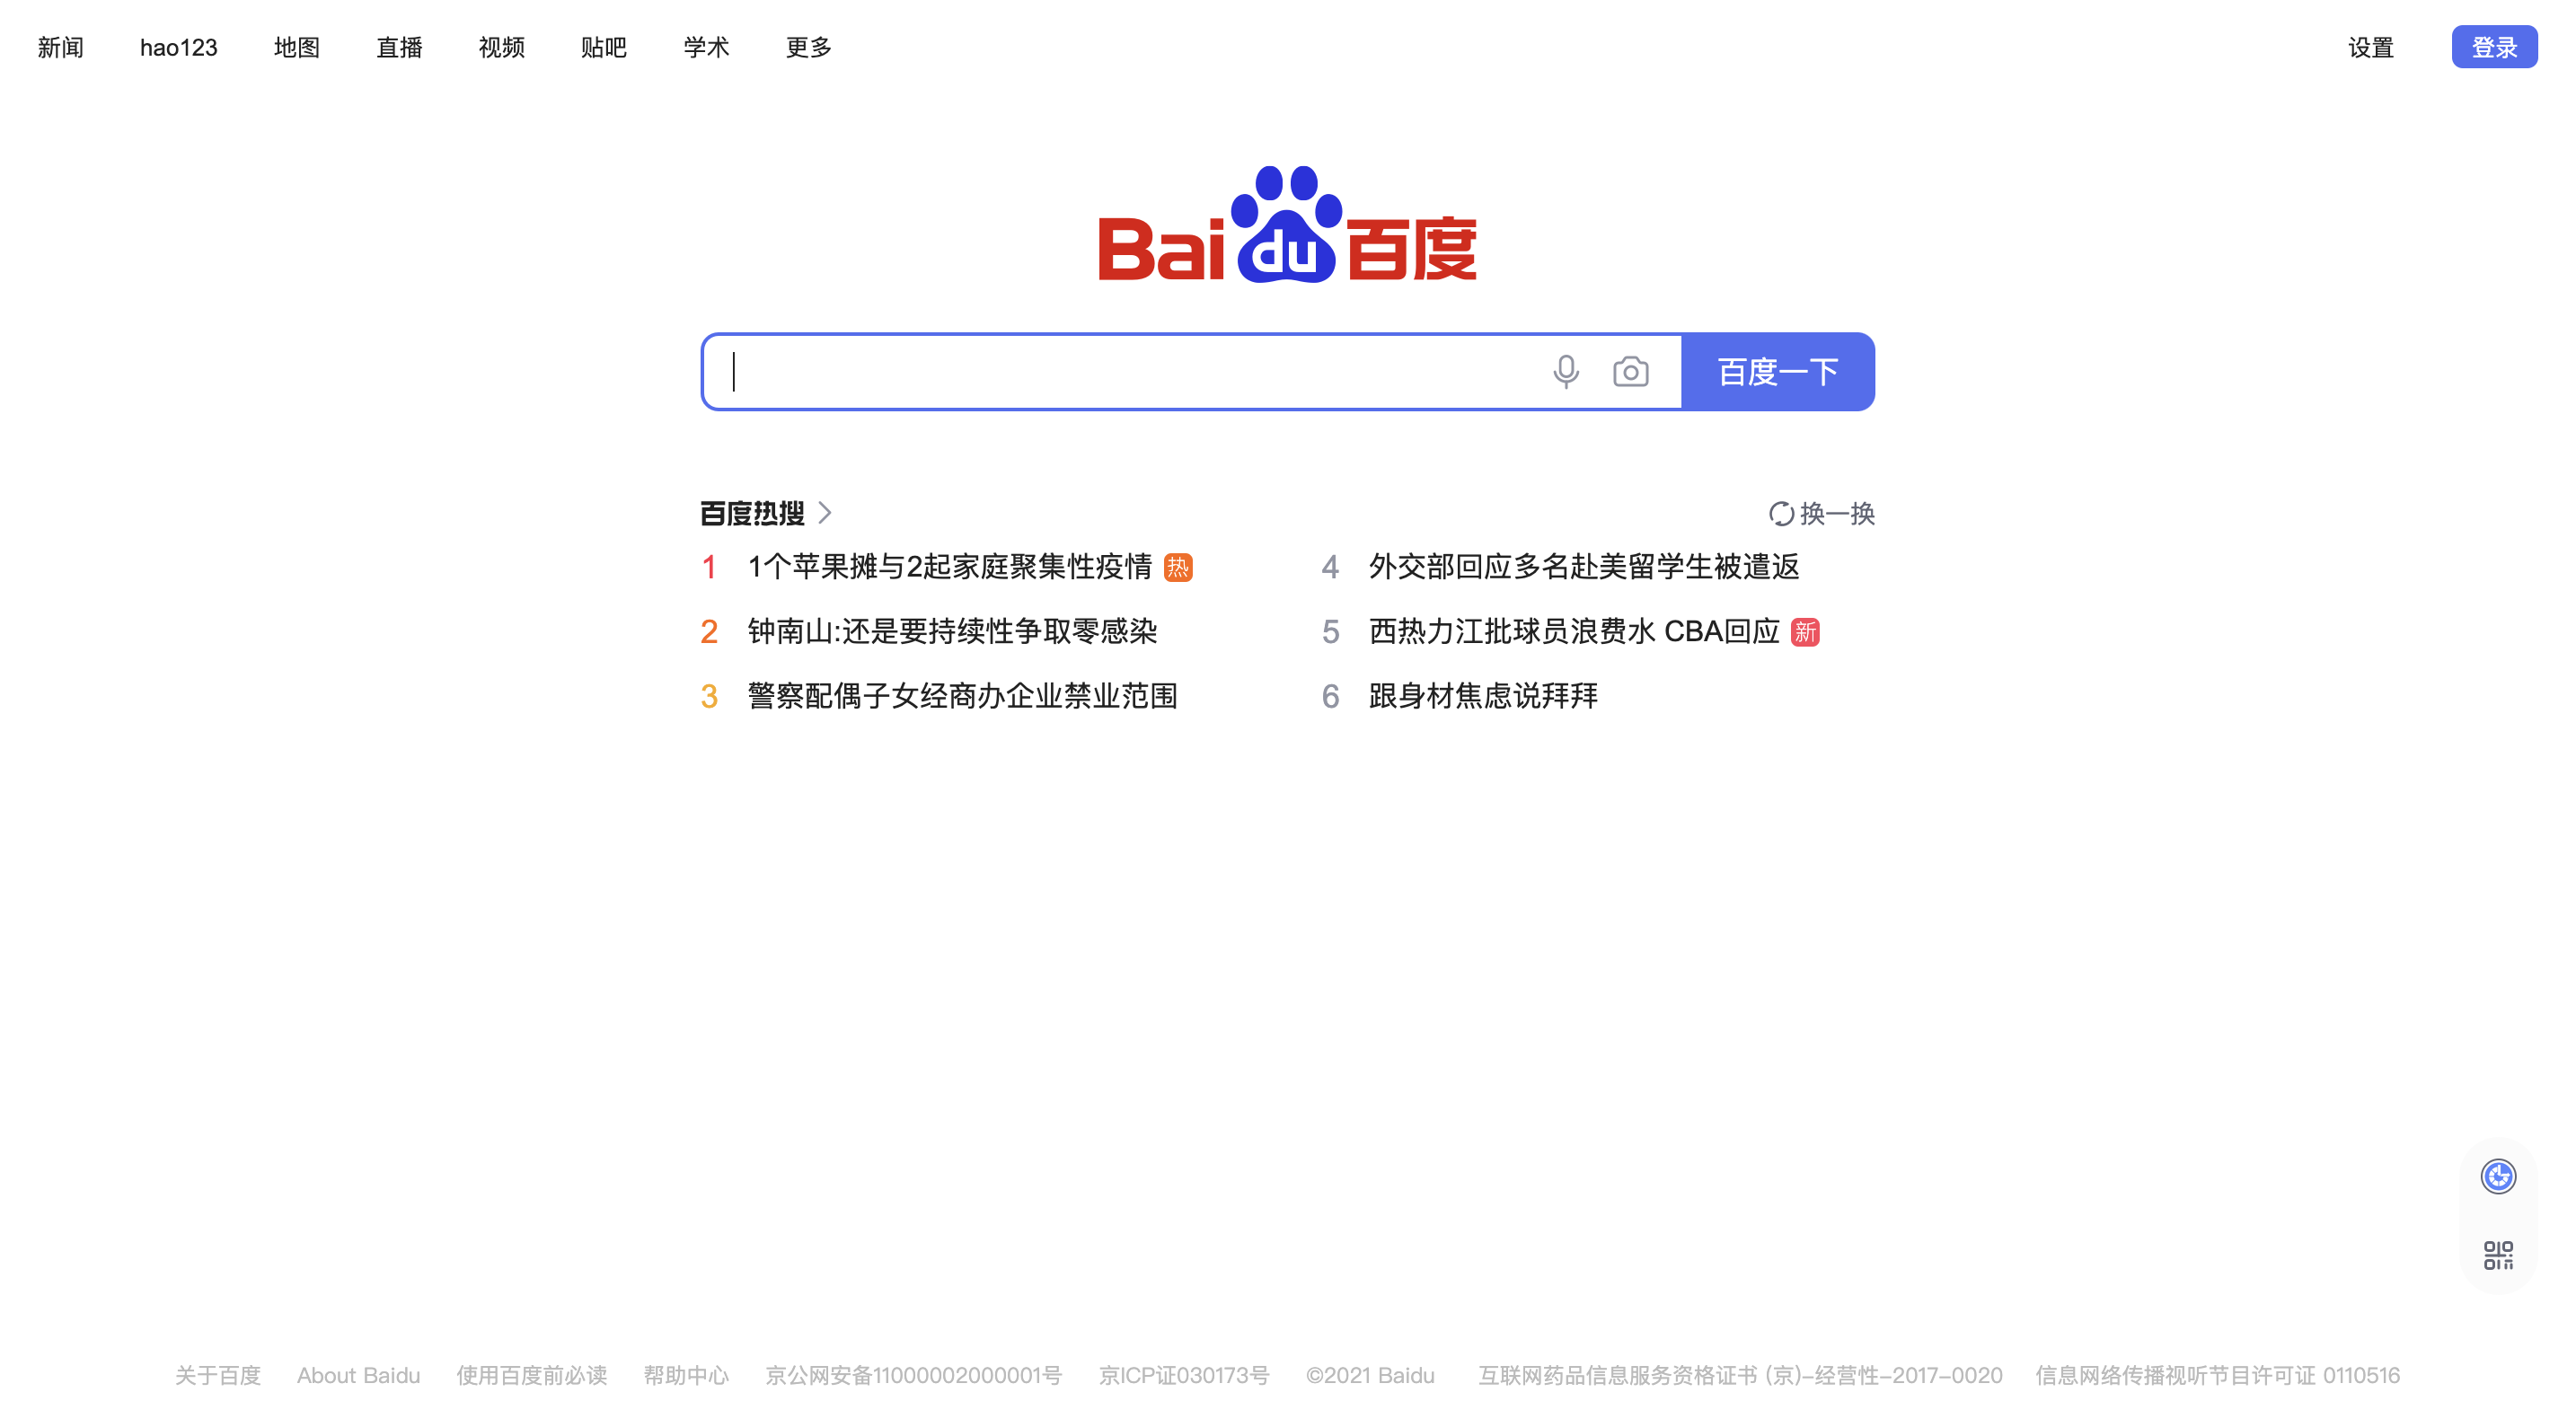 新闻 hao123 地图 直播 视频 贴吧 学术 更多 设置 登录
Bai du 百度
百度一下
百度热搜 换一换
1 1个苹果摊与2起家庭聚集性疫情 热
2 钟南山:还是要持续性争取零感染
3 警察配偶子女经商办企业禁业范围
4 外交部回应多名赴美留学生被遣返
5 西热力江批球员浪费水 CBA回应 新
6 跟身材焦虑说拜拜
关于百度 About Baidu 使用百度前必读 帮助中心 京公网安备11000002000001号 京ICP证030173号 ©2021 Baidu 互联网药品信息服务资格证书 (京)-经营性-2017-0020 信息网络传播视听节目许可证 0110516